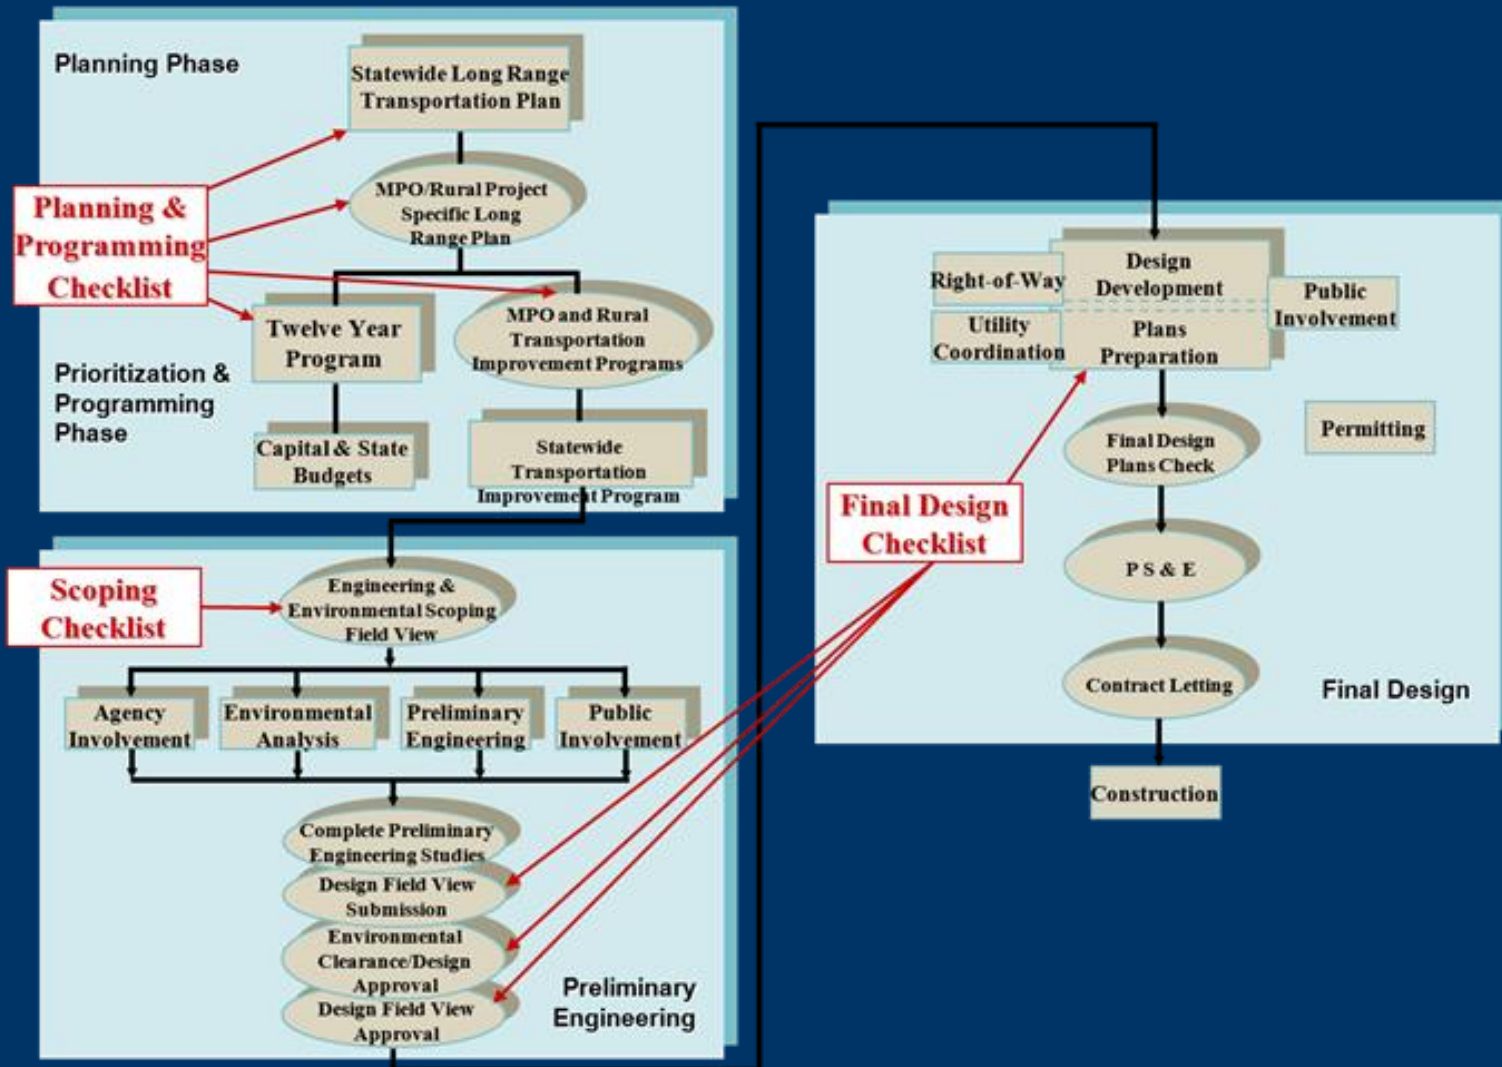 Planning Phase
Statewide Long Range
Transportation Plan
MPO/Rural Project
Specific Long
Range Plan
Planning &
Programming
Checklist
Twelve Year
Program
MPO and Rural
Transportation
Improvement Programs
Prioritization &
Programming
Phase
Capital & State
Budgets
Statewide
Transportation
Improvement Program
Scoping
Checklist
Engineering &
Environmental Scoping
Field View
Agency
Involvement
Environmental
Analysis
Preliminary
Engineering
Public
Involvement
Complete Preliminary
Engineering Studies
Design Field View
Submission
Environmental
Clearance/Design
Approval
Design Field View
Approval
Preliminary
Engineering
Right-of-Way
Utility
Coordination
Design
Development
Plans
Preparation
Public
Involvement
Final Design
Plans Check
Permitting
Final Design
Checklist
P S & E
Contract Letting
Final Design
Construction